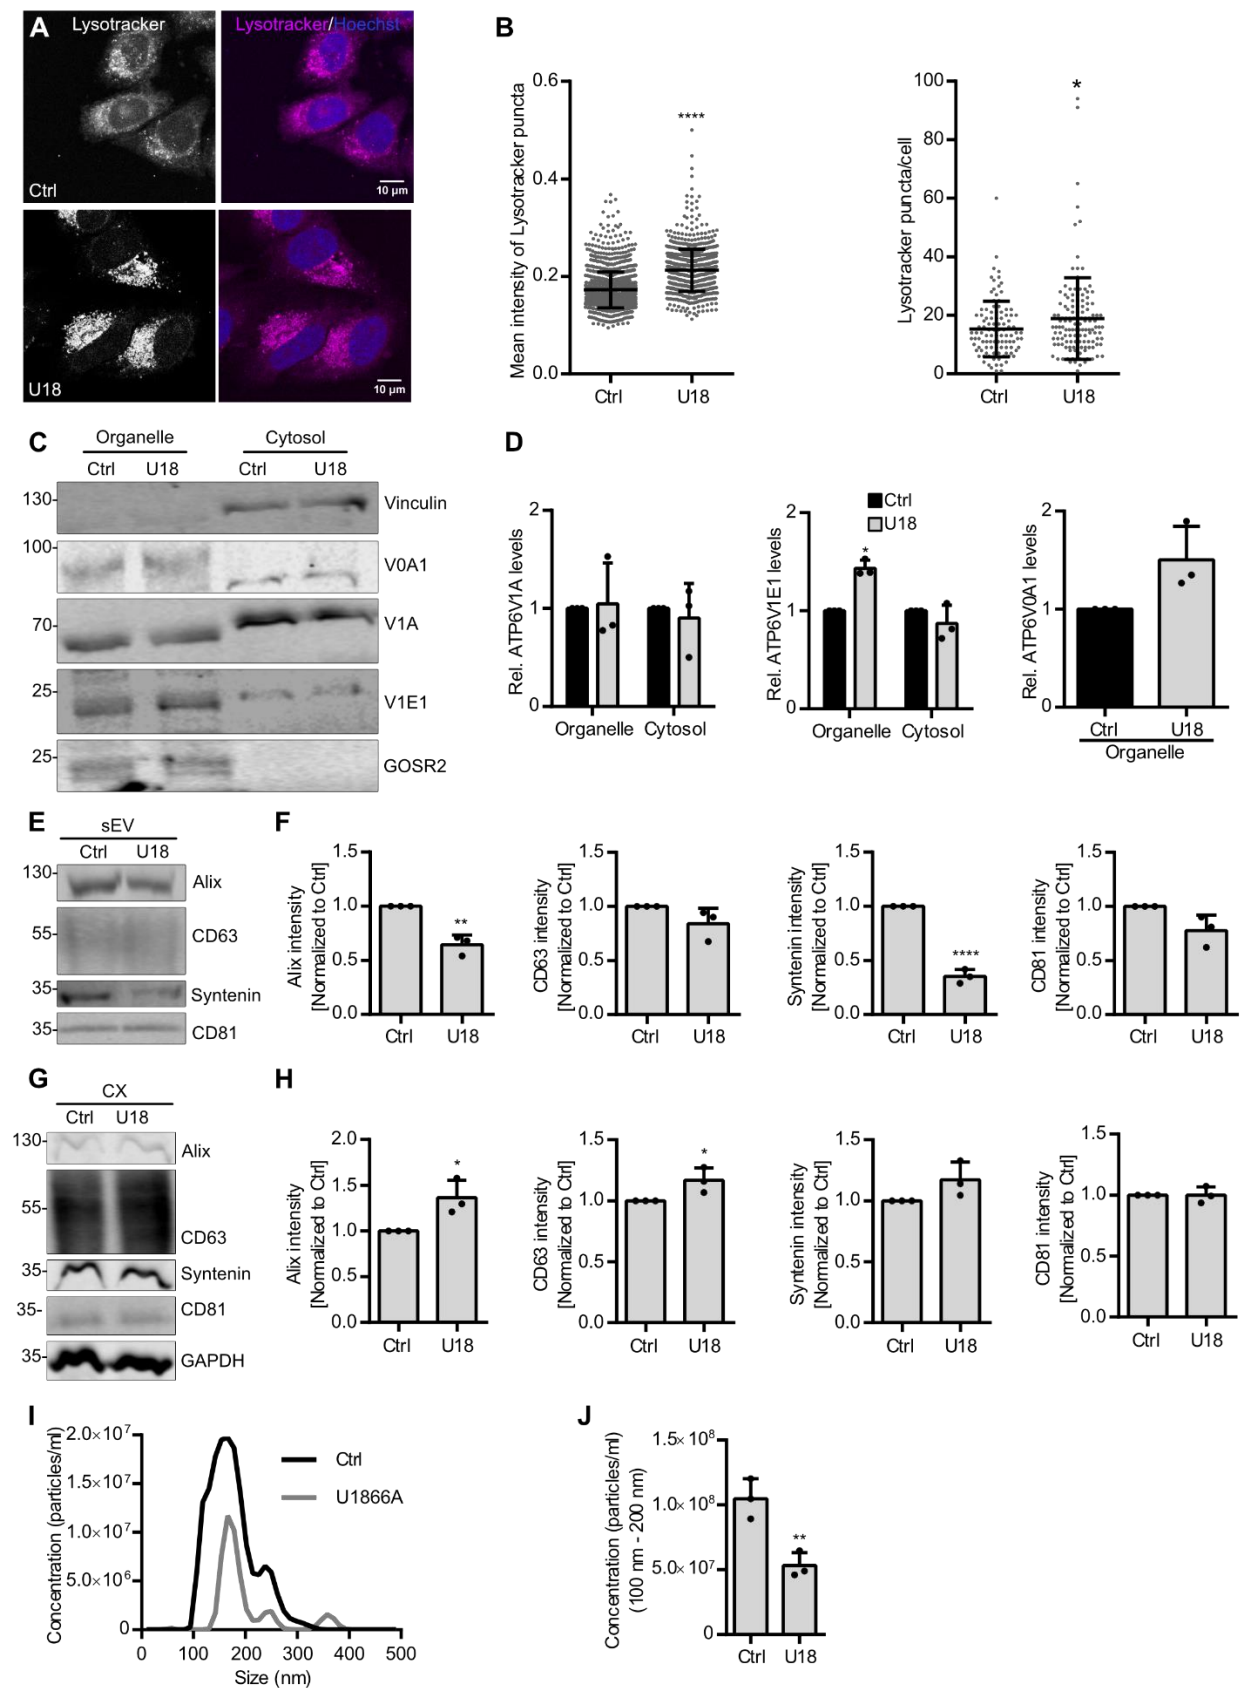 A
Lysotracker
Lysotracker/Hoechst
Ctrl
10 µm
U18
10 µm
B
Mean intensity of Lysotracker puncta
0.6
0.4
0.2
0.0
****
Ctrl
U18
Lysotracker puncta/cell
100
80
60
40
20
0
*
Ctrl
U18
C
Organelle
Cytosol
Ctrl
U18
Ctrl
U18
130-
Vinculin
100-
V0A1
70-
V1A
25-
V1E1
25-
GOSR2
D
Rel. ATP6V1A levels
2
1
0
Organelle
Cytosol
Rel. ATP6V1E1 levels
2
1
0
Ctrl
U18
*
Organelle
Cytosol
Rel. ATP6V0A1 levels
2
1
0
Ctrl
U18
Organelle
E
sEV
Ctrl
U18
130-
Alix
55-
CD63
35-
Syntenin
35-
CD81
F
Alix intensity
[Normalized to Ctrl]
1.5
1.0
0.5
0.0
**
Ctrl
U18
CD63 intensity
[Normalized to Ctrl]
1.5
1.0
0.5
0.0
Ctrl
U18
Syntenin intensity
[Normalized to Ctrl]
1.5
1.0
0.5
0.0
****
Ctrl
U18
CD81 intensity
[Normalized to Ctrl]
1.5
1.0
0.5
0.0
Ctrl
U18
G
CX
Ctrl
U18
130-
Alix
55-
CD63
35-
Syntenin
35-
CD81
35-
GAPDH
H
Alix intensity
[Normalized to Ctrl]
2.0
1.5
1.0
0.5
0.0
*
Ctrl
U18
CD63 intensity
[Normalized to Ctrl]
1.5
1.0
0.5
0.0
*
Ctrl
U18
Syntenin intensity
[Normalized to Ctrl]
1.5
1.0
0.5
0.0
Ctrl
U18
CD81 intensity
[Normalized to Ctrl]
1.5
1.0
0.5
0.0
Ctrl
U18
I
Concentration (particles/ml)
2.0×10⁷
1.5×10⁷
1.0×10⁷
5.0×10⁶
0
Ctrl
U1866A
0
100
200
300
400
500
Size (nm)
J
Concentration (particles/ml)
(100 nm - 200 nm)
1.5×10⁸
1.0×10⁸
5.0×10⁷
0
**
Ctrl
U18